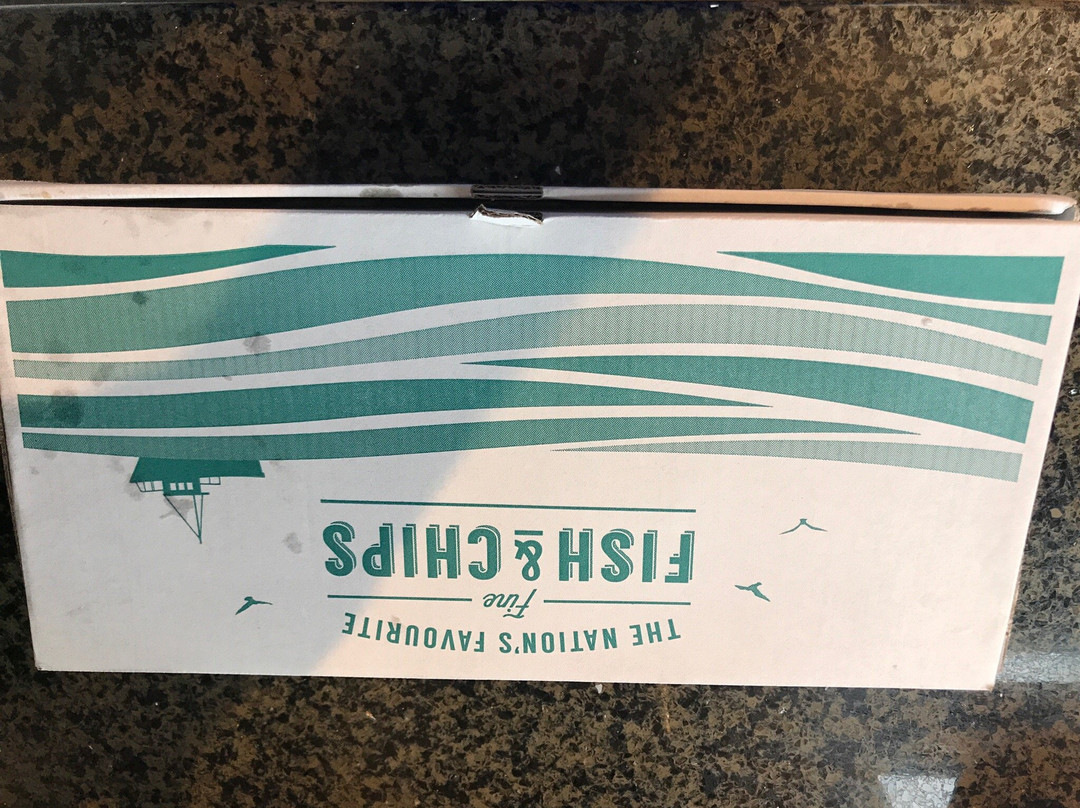 THE NATION'S FAVOURITE
Fine
FISH & CHIPS